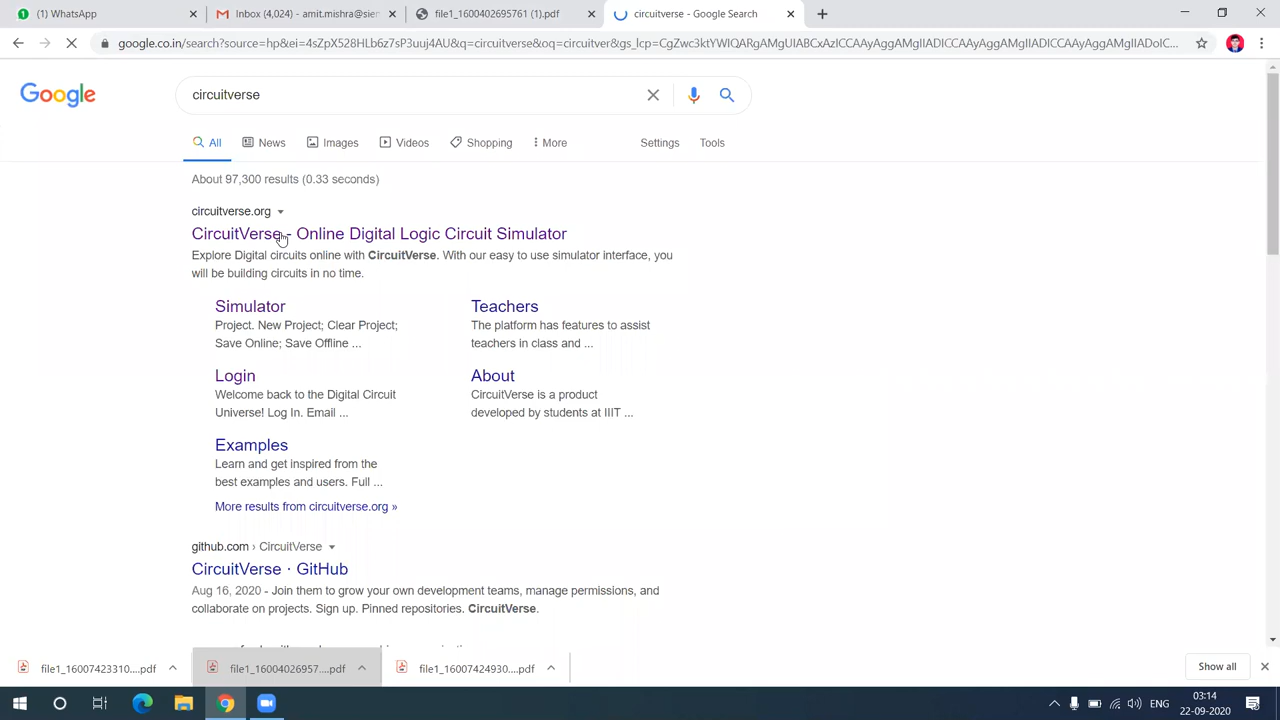 (1) WhatsApp
Inbox (4,024) - amit.mishra@sier
file1_1600402695761 (1).pdf
circuitverse - Google Search
google.co.in/search?source=hp&ei=4sZpX528HLb6z7sP3uuj4AU&q=circuitverse&oq=circuitver&gs_lcp=CgZwc3ktYWIQARgAMgUIABCxAzICCAAyAggAMgIIADICCAAyAggAMgIIADICCAAyAggAMgIIADoIC...
Google
circuitverse
All
News
Images
Videos
Shopping
More
Settings
Tools
About 97,300 results (0.33 seconds)
circuitverse.org
CircuitVerse - Online Digital Logic Circuit Simulator
Explore Digital circuits online with CircuitVerse. With our easy to use simulator interface, you
will be building circuits in no time.
Simulator
Project. New Project; Clear Project;
Save Online; Save Offline ...
Teachers
The platform has features to assist
teachers in class and ...
Login
Welcome back to the Digital Circuit
Universe! Log In. Email ...
About
CircuitVerse is a product
developed by students at IIIT ...
Examples
Learn and get inspired from the
best examples and users. Full ...
More results from circuitverse.org »
github.com › CircuitVerse
CircuitVerse · GitHub
Aug 16, 2020 - Join them to grow your own development teams, manage permissions, and
collaborate on projects. Sign up. Pinned repositories. CircuitVerse.
file1_16007423310....pdf
file1_16004026957....pdf
file1_16007424930....pdf
Show all
ENG
03:14
22-09-2020